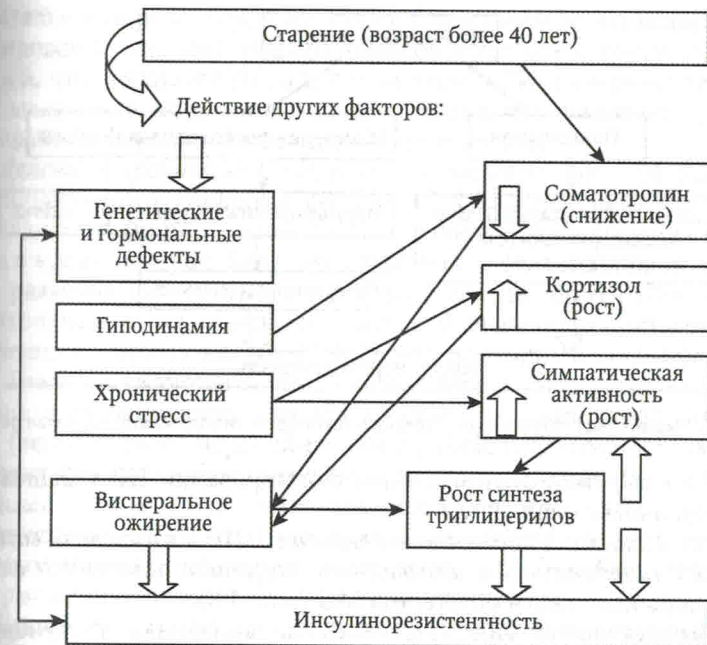 Старение (возраст более 40 лет)
Действие других факторов:
Генетические
и гормональные
дефекты
Соматотропин
(снижение)
Кортизол
(рост)
Гиподинамия
Хронический
стресс
Симпатическая
активность
(рост)
Висцеральное
ожирение
Рост синтеза
триглицеридов
Инсулинорезистентность